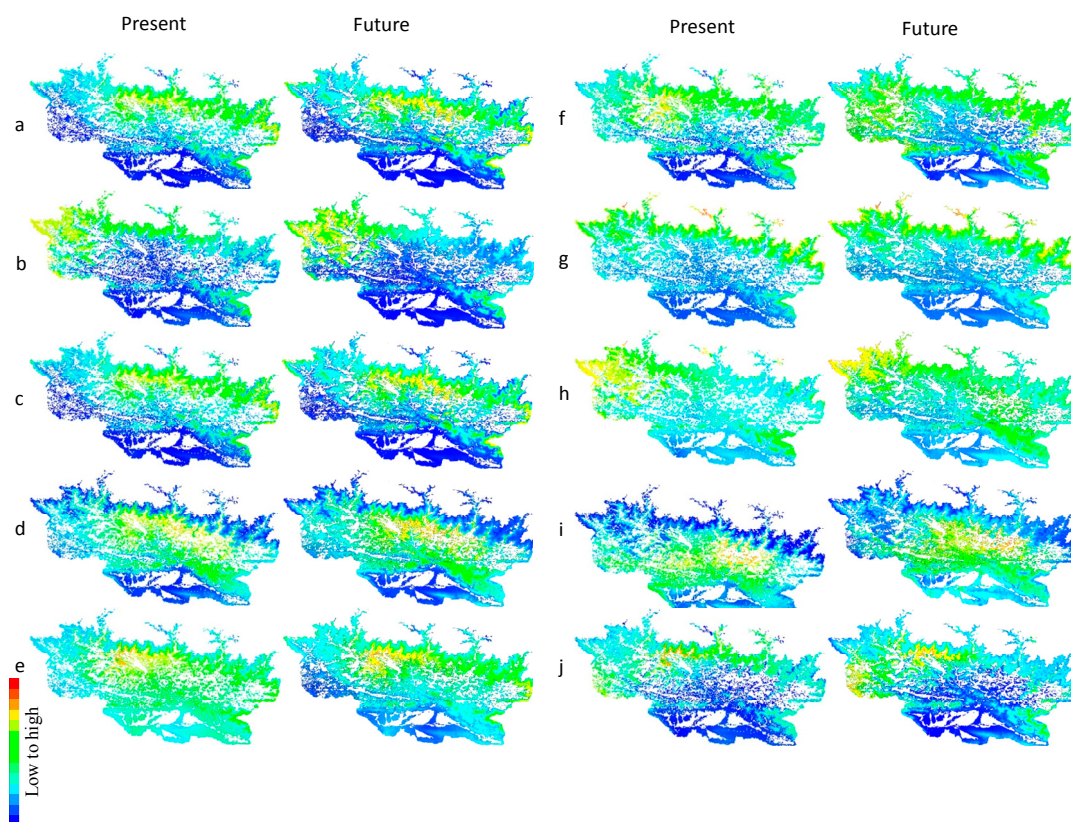 Present Future Present Future
a f
b g
c h
d i
e j
Low to high